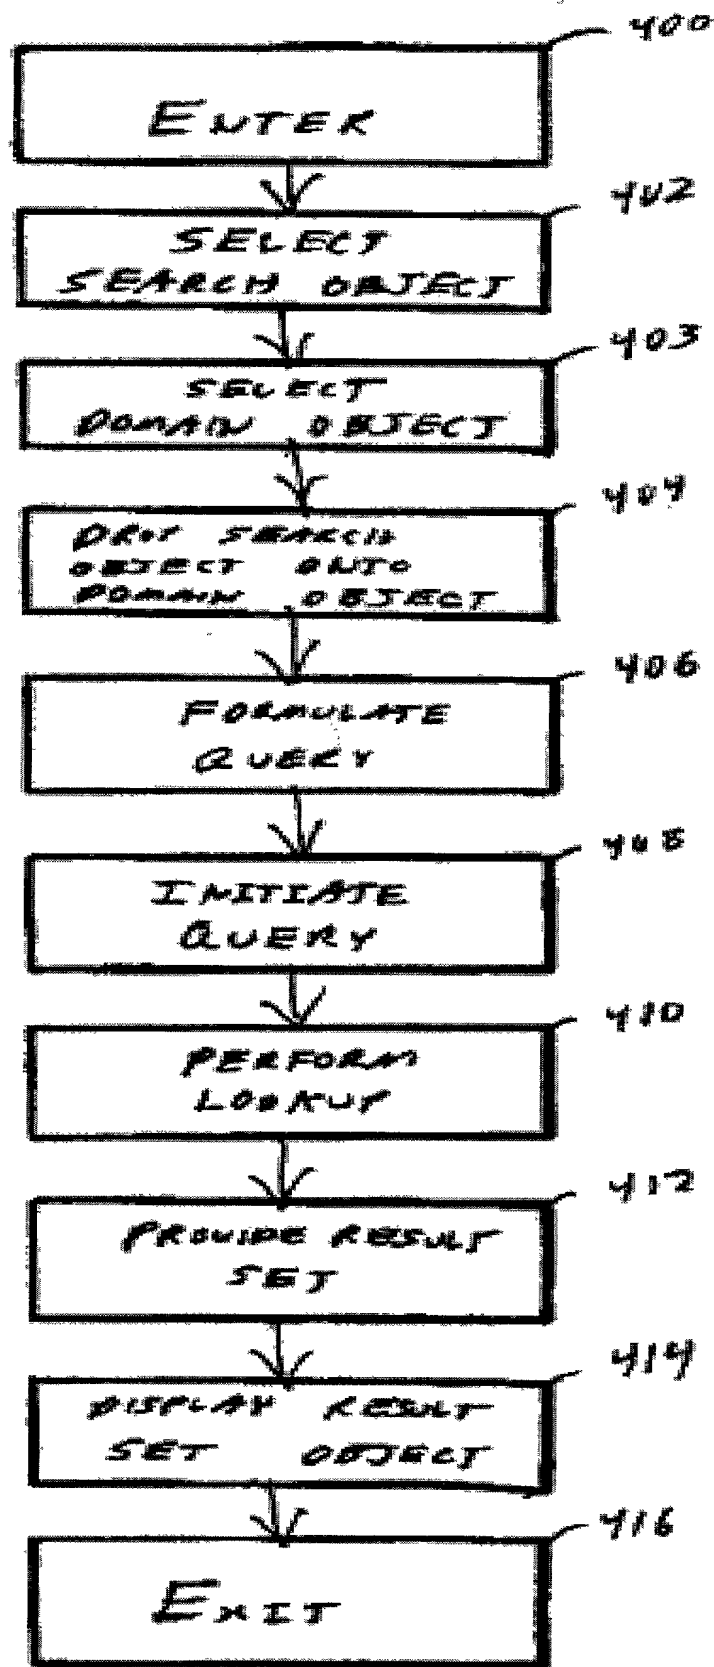 400
ENTER
402
SELECT
SEARCH OBJECT
403
SELECT
DOMAIN OBJECT
404
DROP SEARCH
OBJECT ONTO
DOMAIN OBJECT
406
FORMULATE
QUERY
408
INITIATE
QUERY
410
PERFORM
LOOKUP
412
PROVIDE RESULT
SET
414
DISPLAY RESULT
SET OBJECT
416
EXIT